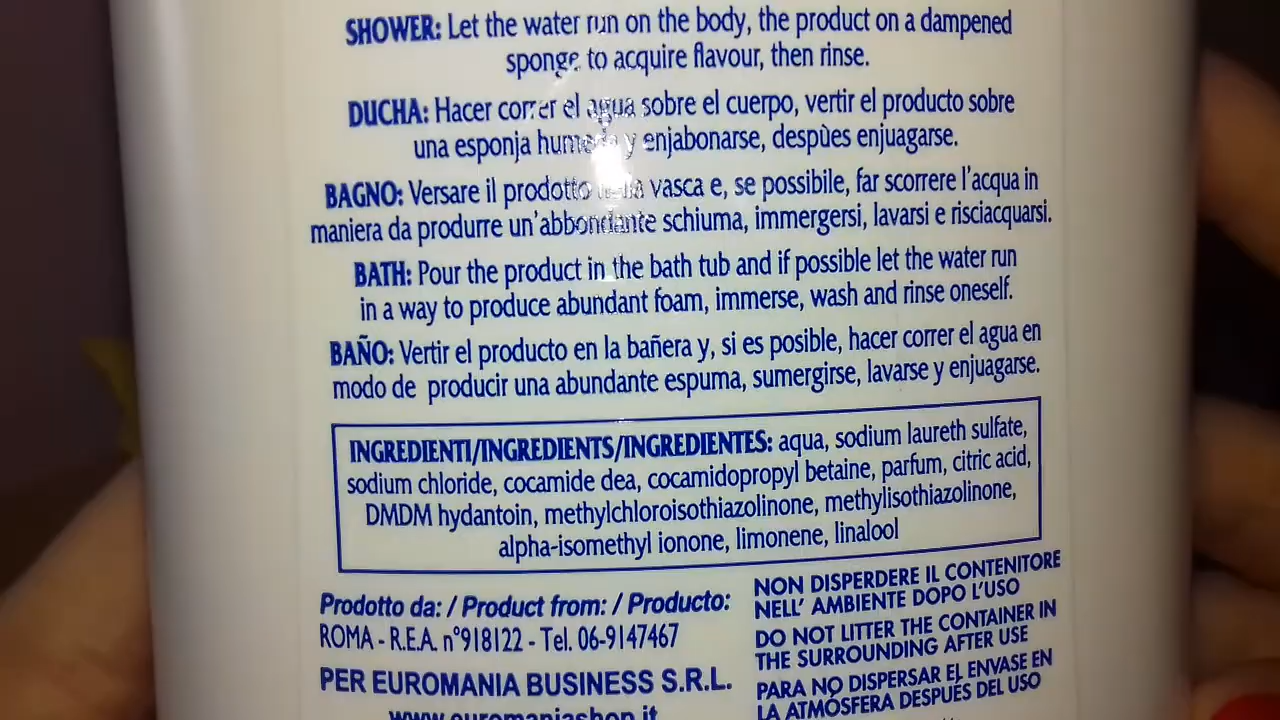 SHOWER: Let the water run on the body, the product on a dampened
sponge to acquire flavour, then rinse.
DUCHA: Hacer correr el agua sobre el cuerpo, vertir el producto sobre
una esponja humeda y enjabonarse, despùes enjuagarse.
BAGNO: Versare il prodotto nella vasca e, se possibile, far scorrere l'acqua in
maniera da produrre un'abbondante schiuma, immergersi, lavarsi e risciacquarsi.
BATH: Pour the product in the bath tub and if possible let the water run
in a way to produce abundant foam, immerse, wash and rinse oneself.
BAÑO: Vertir el producto en la bañera y, si es posible, hacer correr el agua en
modo de producir una abundante espuma, sumergirse, lavarse y enjuagarse.
INGREDIENTI/INGREDIENTS/INGREDIENTES: aqua, sodium laureth sulfate,
sodium chloride, cocamide dea, cocamidopropyl betaine, parfum, citric acid,
DMDM hydantoin, methylchloroisothiazolinone, methylisothiazolinone,
alpha-isomethyl ionone, limonene, linalool
Prodotto da: / Product from: / Producto:
ROMA - R.E.A. n°918122 - Tel. 06-9147467
PER EUROMANIA BUSINESS S.R.L.
www.euromaniashop.it
NON DISPERDERE IL CONTENITORE
NELL' AMBIENTE DOPO L'USO
DO NOT LITTER THE CONTAINER IN
THE SURROUNDING AFTER USE
PARA NO DISPERSAR EL ENVASE EN
LA ATMÓSFERA DESPUÉS DEL USO